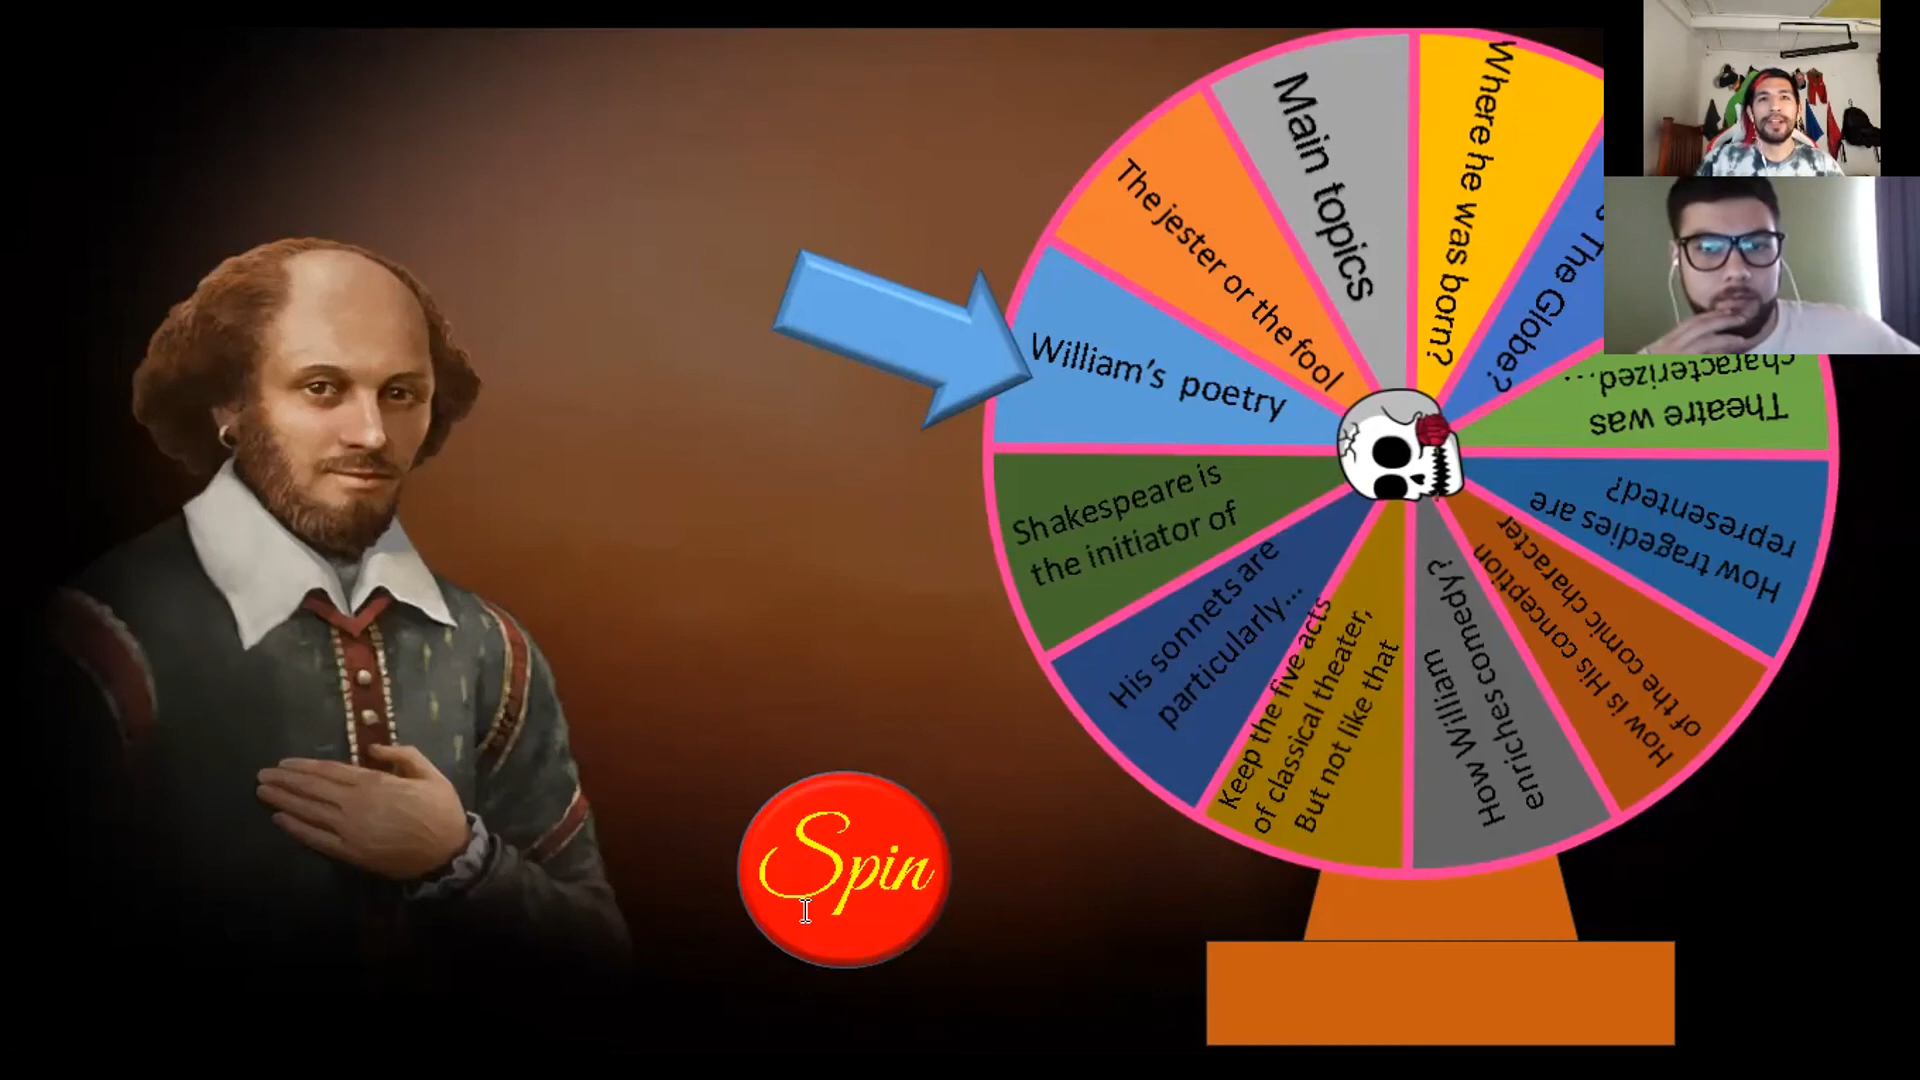 Main topics
Where he was born?
The Globe?
Theatre was
characterized...
How tragedies are
represented?
How is His conception
of the comic character
How William
enriches comedy?
Keep the five acts
of classical theater,
But not like that
His sonnets are
particularly...
Shakespeare is
the initiator of
William's poetry
The jester or the fool
Spin